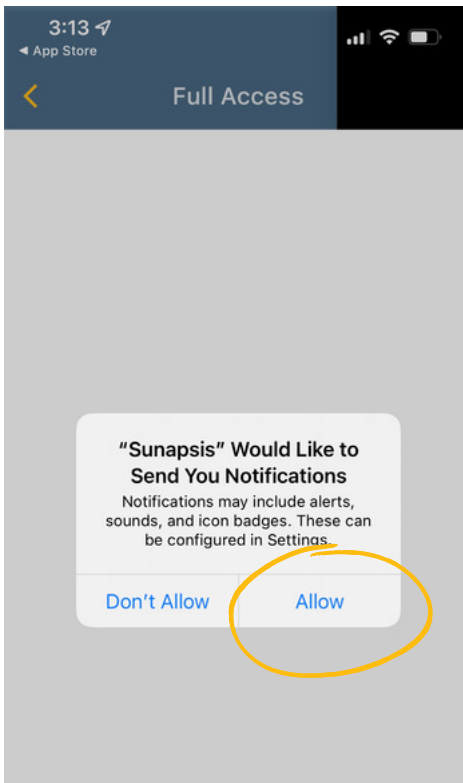 3:13
◀ App Store
Full Access
“Sunapsis” Would Like to
Send You Notifications
Notifications may include alerts,
sounds, and icon badges. These can
be configured in Settings.
Don’t Allow
Allow